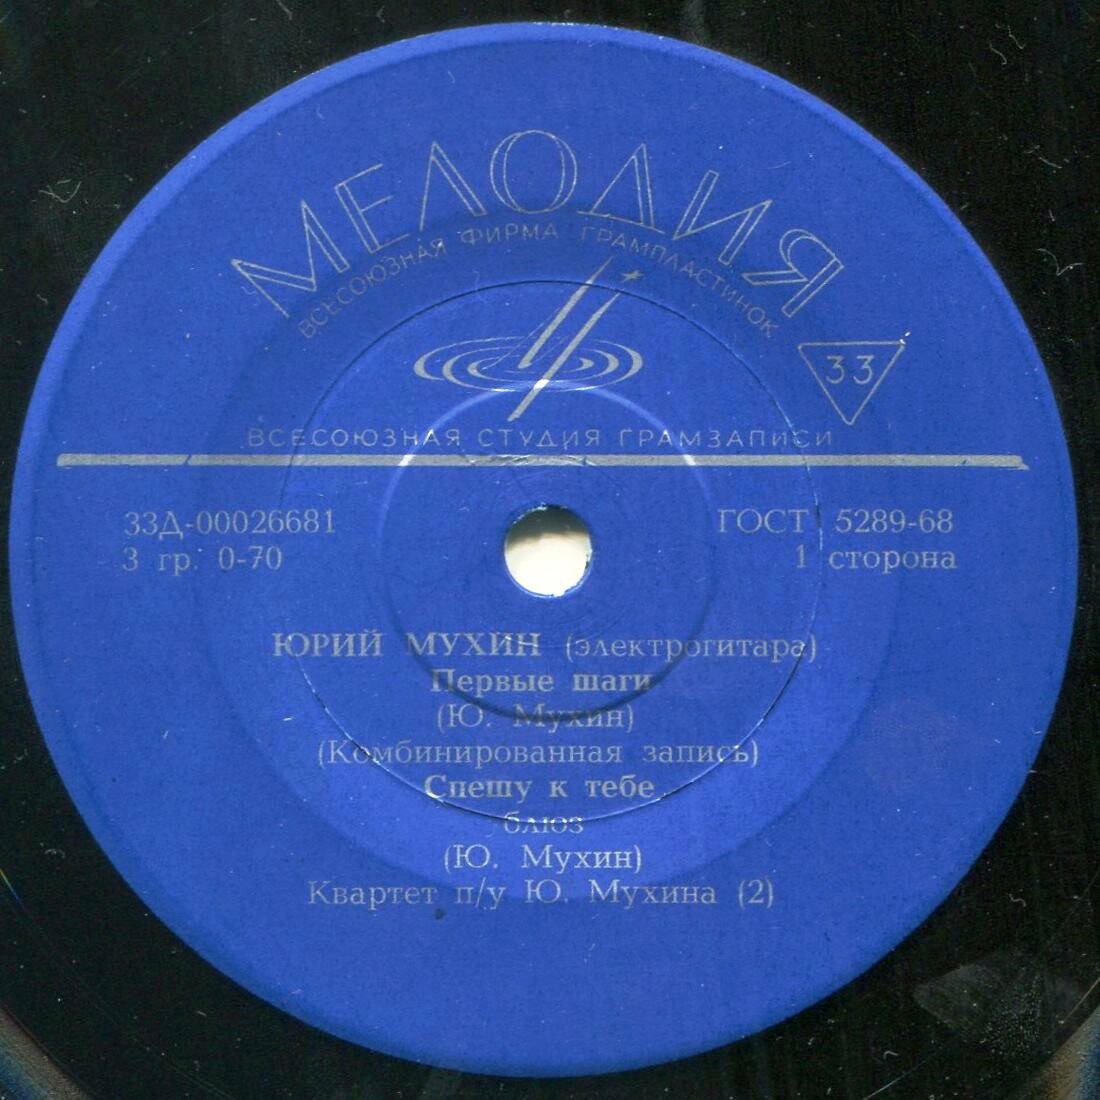 МЕЛОДИЯ
ВСЕСОЮЗНАЯ ФИРМА ГРАМПЛАСТИНОК
33
ВСЕСОЮЗНАЯ СТУДИЯ ГРАМЗАПИСИ
33Д-00026681 ГОСТ 5289-68
3 гр. 0-70 1 сторона
ЮРИЙ МУХИН (электрогитара)
Первые шаги
(Ю. Мухин)
(Комбинированная запись)
Спешу к тебе
блюз
(Ю. Мухин)
Квартет п/у Ю. Мухина (2)